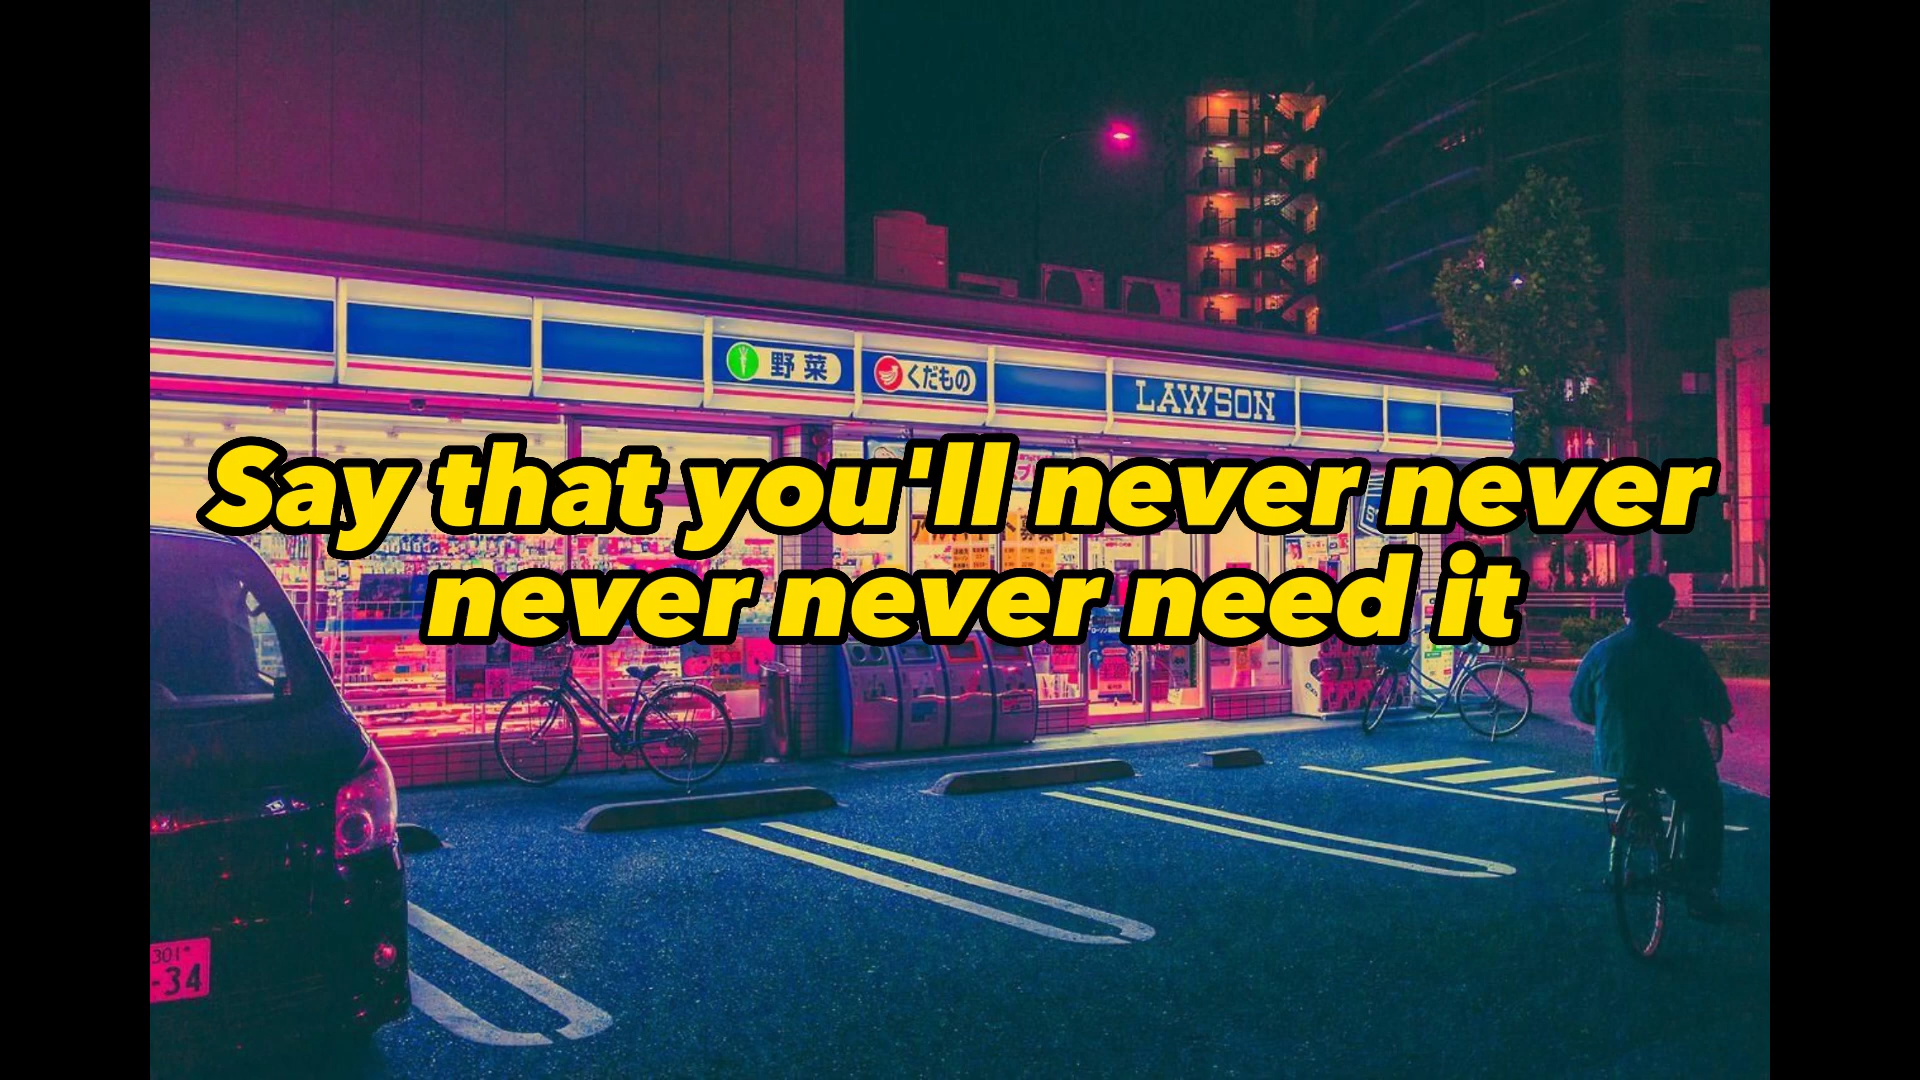 野菜
くだもの
LAWSON
Say that you'll never never
never never need it
301
-34